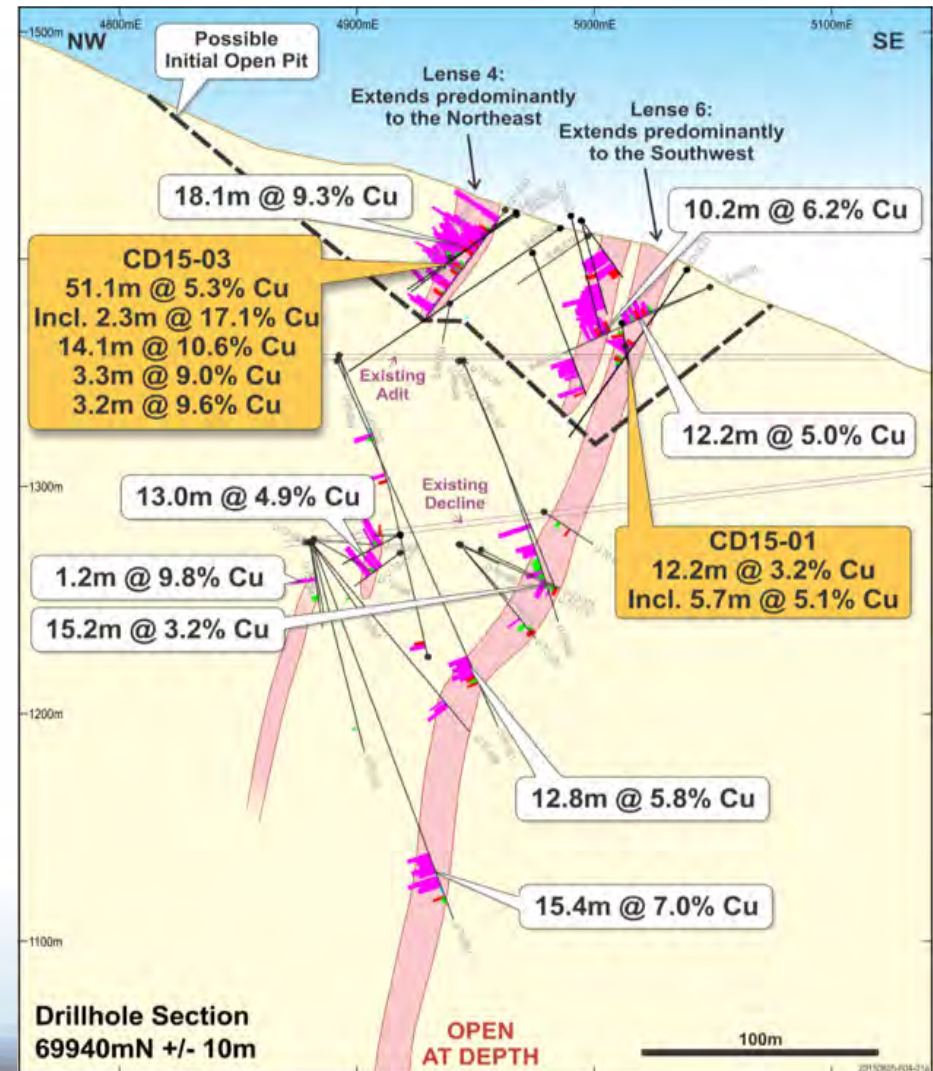 4800mE
4900mE
5000mE
5100mE
1500m
NW
SE
Possible
Initial Open Pit
Lense 4:
Extends predominantly
to the Northeast
Lense 6:
Extends predominantly
to the Southwest
18.1m @ 9.3% Cu
10.2m @ 6.2% Cu
CD15-03
51.1m @ 5.3% Cu
Incl. 2.3m @ 17.1% Cu
14.1m @ 10.6% Cu
3.3m @ 9.0% Cu
3.2m @ 9.6% Cu
Existing
Adit
12.2m @ 5.0% Cu
1300m
Existing
Decline
13.0m @ 4.9% Cu
CD15-01
12.2m @ 3.2% Cu
Incl. 5.7m @ 5.1% Cu
1.2m @ 9.8% Cu
15.2m @ 3.2% Cu
1200m
12.8m @ 5.8% Cu
15.4m @ 7.0% Cu
1100m
Drillhole Section
69940mN +/- 10m
OPEN
AT DEPTH
100m